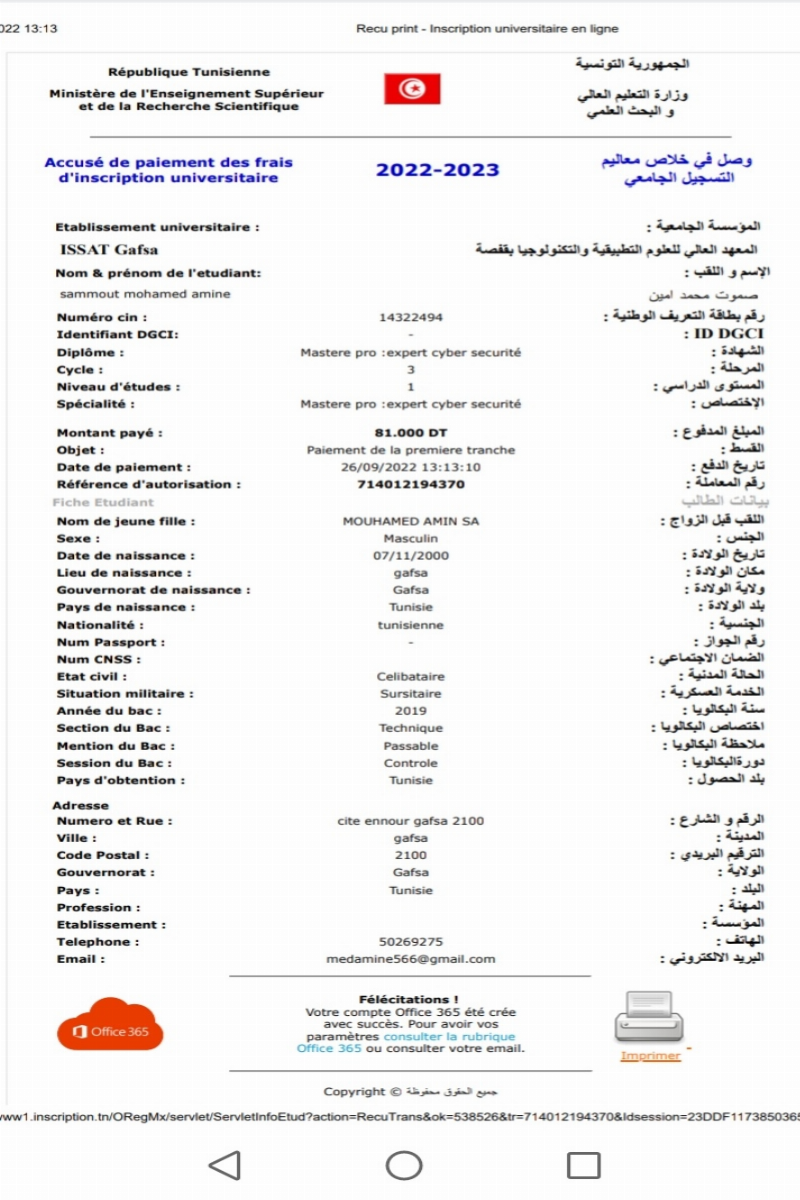 022 13:13 Recu print - Inscription universitaire en ligne
République Tunisienne الجمهورية التونسية
Ministère de l'Enseignement Supérieur وزارة التعليم العالي
et de la Recherche Scientifique و البحث العلمي
Accusé de paiement des frais 2022-2023 وصل في خلاص معاليم
d'inscription universitaire التسجيل الجامعي
Etablissement universitaire : المؤسسة الجامعية :
ISSAT Gafsa المعهد العالي للعلوم التطبيقية والتكنولوجيا بقفصة
Nom & prénom de l'etudiant: الإسم و اللقب :
sammout mohamed amine صموت محمد امين
Numéro cin : 14322494 رقم بطاقة التعريف الوطنية :
Identifiant DGCI: - ID DGCI :
Diplôme : Mastere pro :expert cyber securité الشهادة :
Cycle : 3 المرحلة :
Niveau d'études : 1 المستوى الدراسي :
Spécialité : Mastere pro :expert cyber securité الإختصاص :
Montant payé : 81.000 DT المبلغ المدفوع :
Objet : Paiement de la premiere tranche القسط :
Date de paiement : 26/09/2022 13:13:10 تاريخ الدفع :
Référence d'autorisation : 714012194370 رقم المعاملة :
Fiche Etudiant بيانات الطالب
Nom de jeune fille : MOUHAMED AMIN SA اللقب قبل الزواج :
Sexe : Masculin الجنس :
Date de naissance : 07/11/2000 تاريخ الولادة :
Lieu de naissance : gafsa مكان الولادة :
Gouvernorat de naissance : Gafsa ولاية الولادة :
Pays de naissance : Tunisie بلد الولادة :
Nationalité : tunisienne الجنسية :
Num Passport : - رقم الجواز :
Num CNSS : الضمان الاجتماعي :
Etat civil : Celibataire الحالة المدنية :
Situation militaire : Sursitaire الخدمة العسكرية :
Année du bac : 2019 سنة البكالويا :
Section du Bac : Technique اختصاص البكالويا :
Mention du Bac : Passable ملاحظة البكالويا :
Session du Bac : Controle دورةالبكالويا :
Pays d'obtention : Tunisie بلد الحصول :
Adresse
Numero et Rue : cite ennour gafsa 2100 الرقم و الشارع :
Ville : gafsa المدينة :
Code Postal : 2100 الترقيم البريدي :
Gouvernorat : Gafsa الولاية :
Pays : Tunisie البلد :
Profession : المهنة :
Etablissement : المؤسسة :
Telephone : 50269275 الهاتف :
Email : medamine566@gmail.com البريد الالكتروني :
Félécitations !
Votre compte Office 365 été crée
avec succès. Pour avoir vos
paramètres consulter la rubrique
Office 365 ou consulter votre email.
Office 365
Imprimer
Copyright © جميع الحقوق محفوظة
ww1.inscription.tn/ORegMx/servlet/ServletInfoEtud?action=RecuTrans&ok=538526&tr=714012194370&Idsession=23DDF1173850365